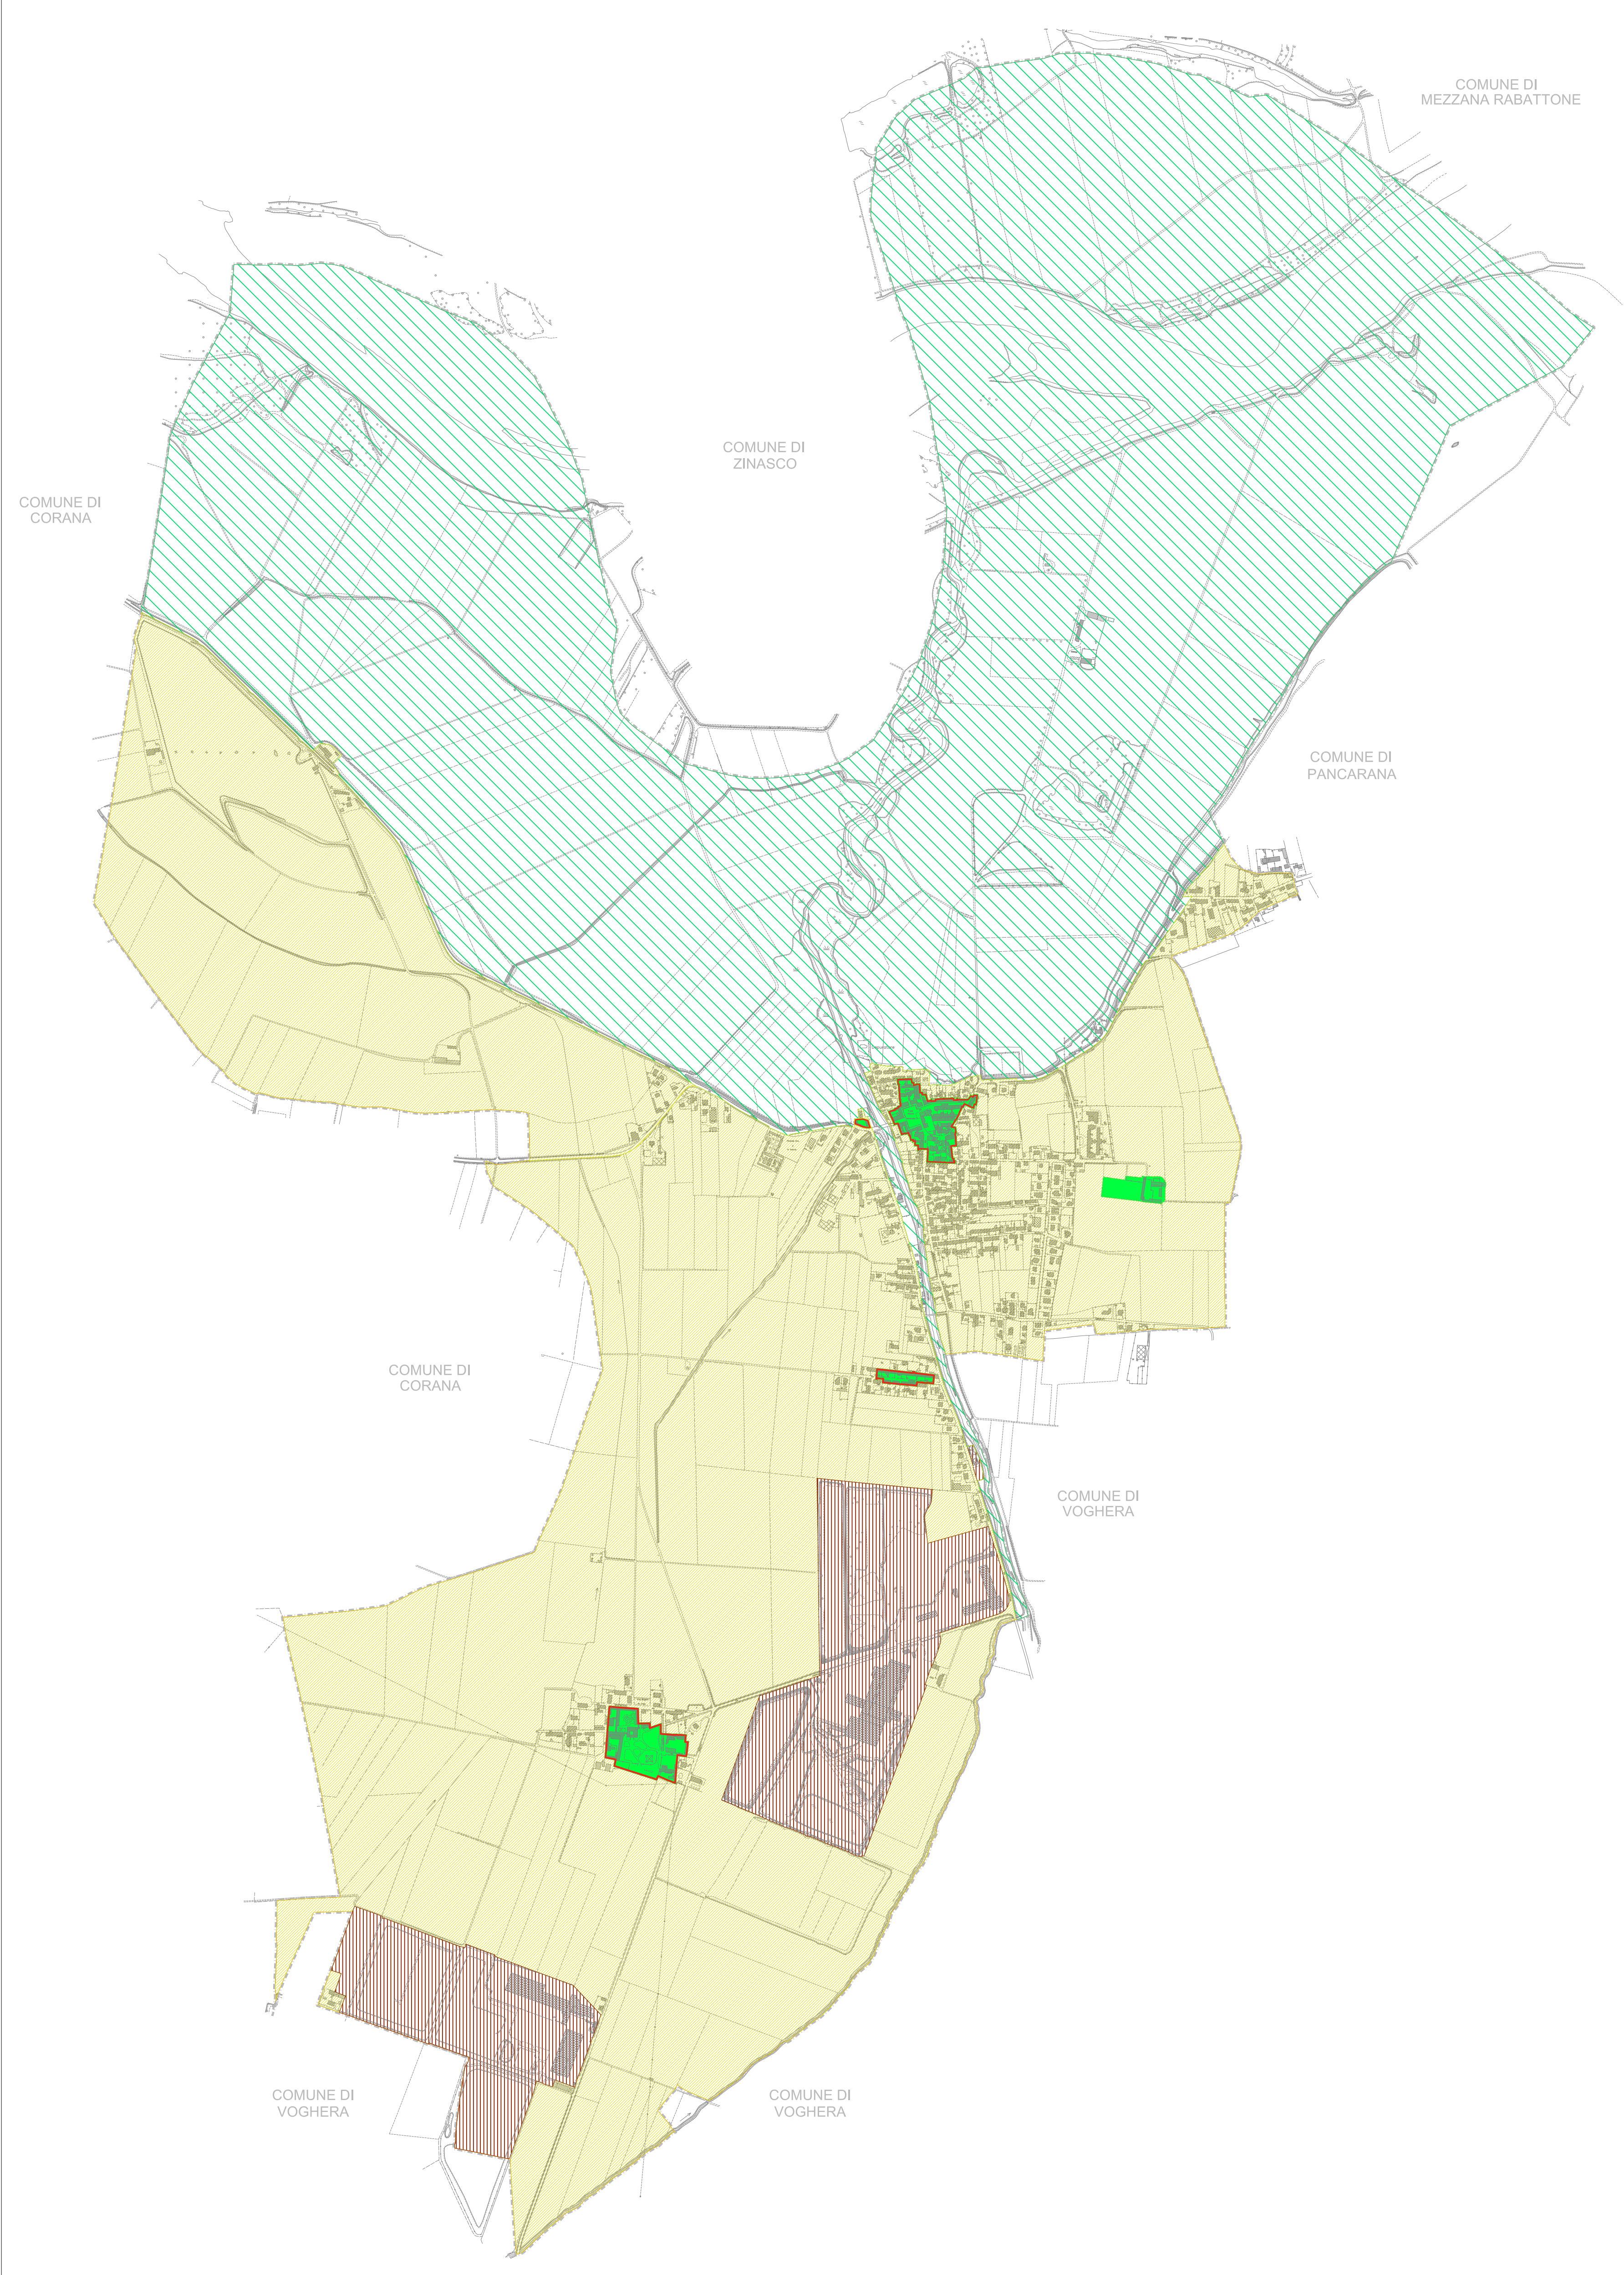 COMUNE DI
MEZZANA RABATTONE
COMUNE DI
ZINASCO
COMUNE DI
CORANA
COMUNE DI
PANCARANA
COMUNE DI
CORANA
COMUNE DI
VOGHERA
COMUNE DI
VOGHERA
COMUNE DI
VOGHERA